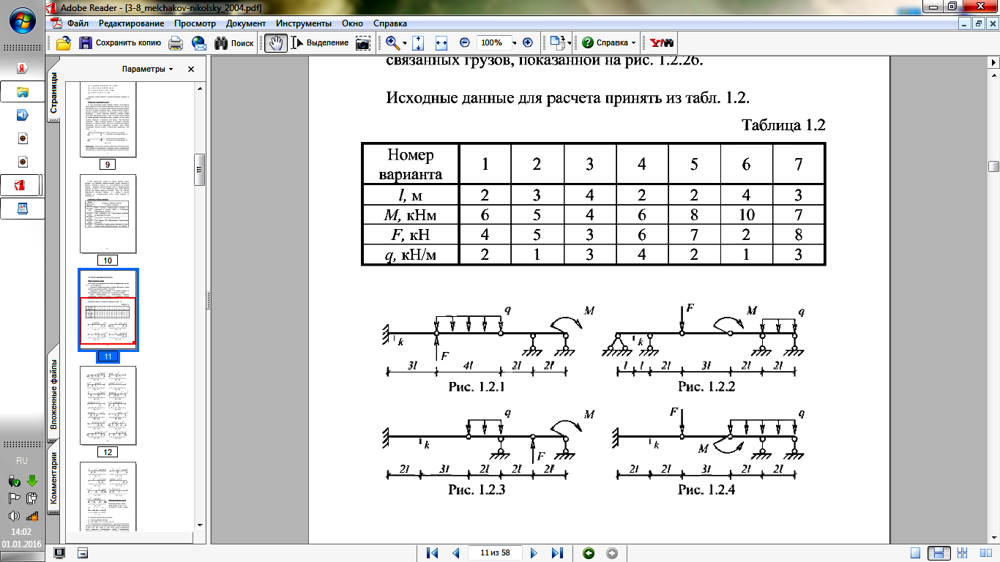 Adobe Reader - [3-8_melchakov-nikolsky_2004.pdf]
Файл Редактирование Просмотр Документ Инструменты Окно Справка
Сохранить копию Поиск Выделение 100% Справка Y!
Параметры
Страницы
Вложенные файлы
Комментарии
9
10
11
12
связанных грузов, показанной на рис. 1.2.26.
Исходные данные для расчета принять из табл. 1.2.
Таблица 1.2
Номер варианта 1 2 3 4 5 6 7
l, м 2 3 4 2 2 4 3
M, кНм 6 5 4 6 8 10 7
F, кН 4 5 3 6 7 2 8
q, кН/м 2 1 3 4 2 1 3
q M
k F
3l 4l 2l 2l
Рис. 1.2.1
F M q
k
l l 2l 3l 2l 2l
Рис. 1.2.2
q M
k F
2l 3l 2l 2l 2l
Рис. 1.2.3
F q
k M
2l 2l 3l 2l 2l
Рис. 1.2.4
RU
14:02
01.01.2016
11 из 58